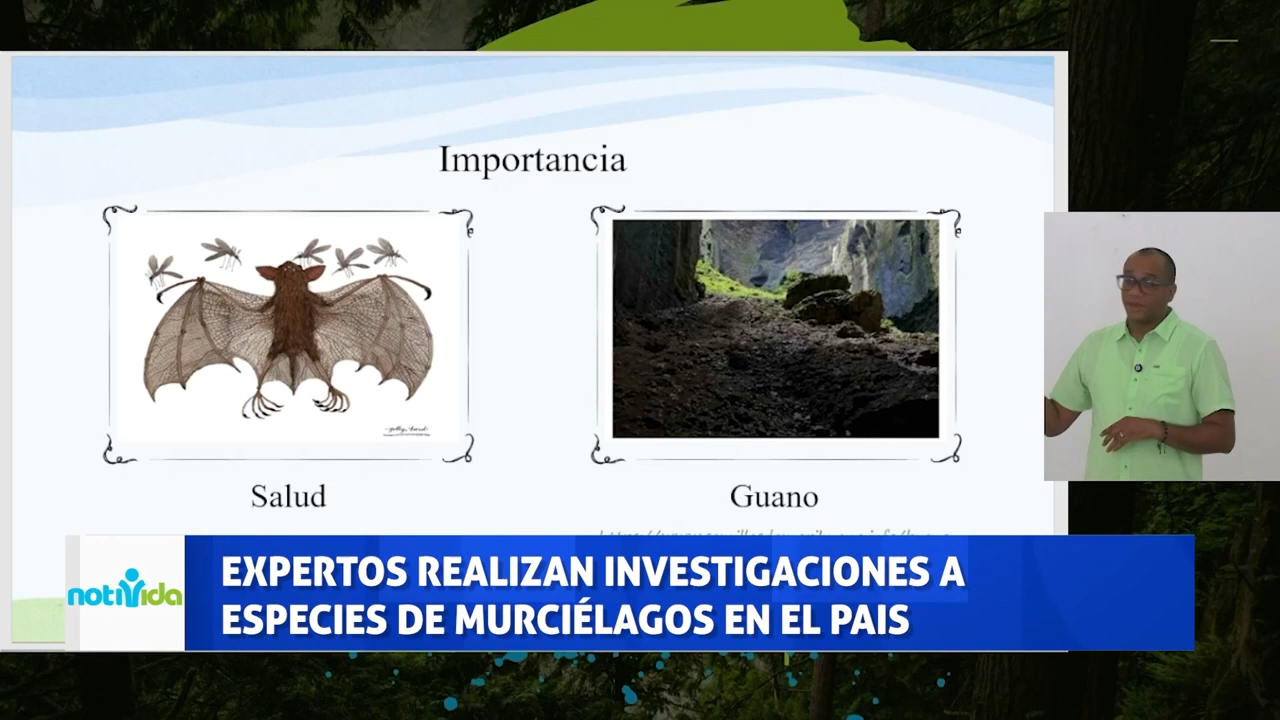 Importancia
Salud
Guano
notiVida
EXPERTOS REALIZAN INVESTIGACIONES A
ESPECIES DE MURCIÉLAGOS EN EL PAIS